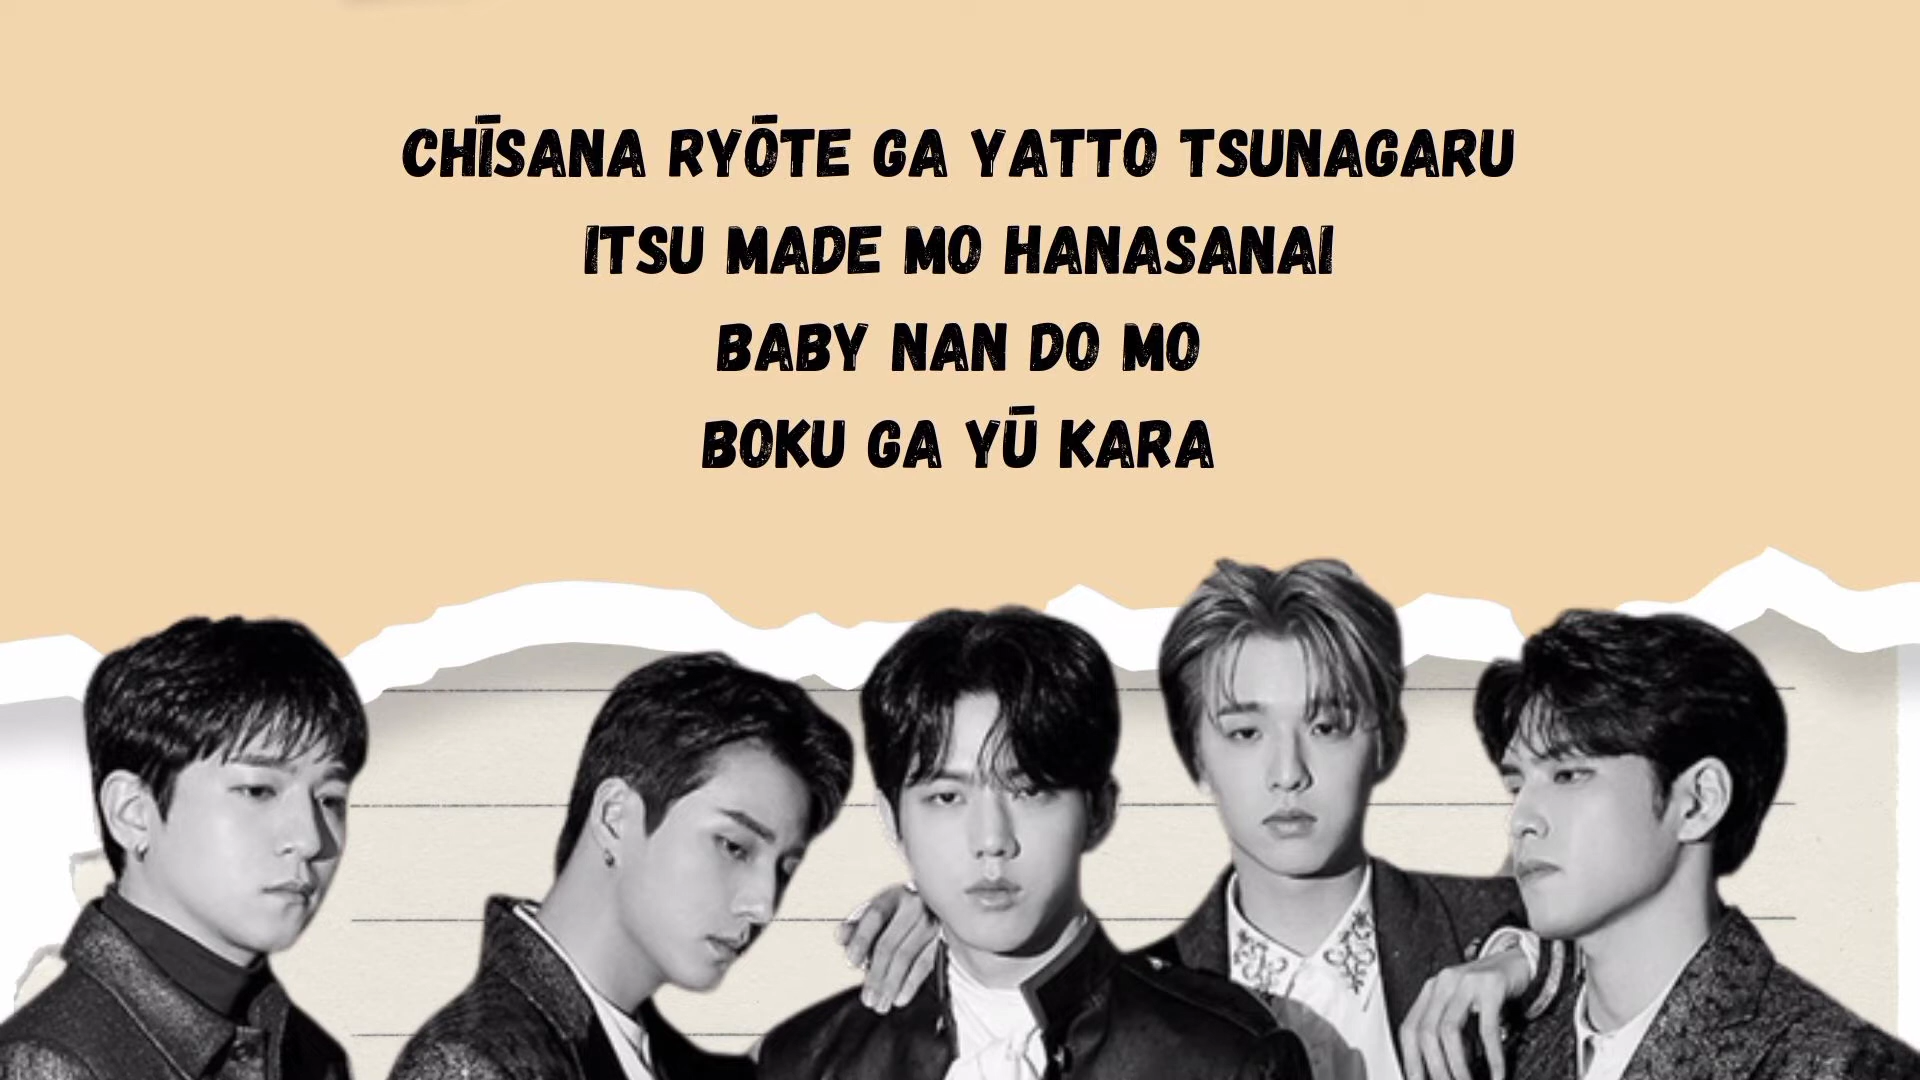 CHĪSANA RYŌTE GA YATTO TSUNAGARU
ITSU MADE MO HANASANAI
BABY NAN DO MO
BOKU GA YŪ KARA